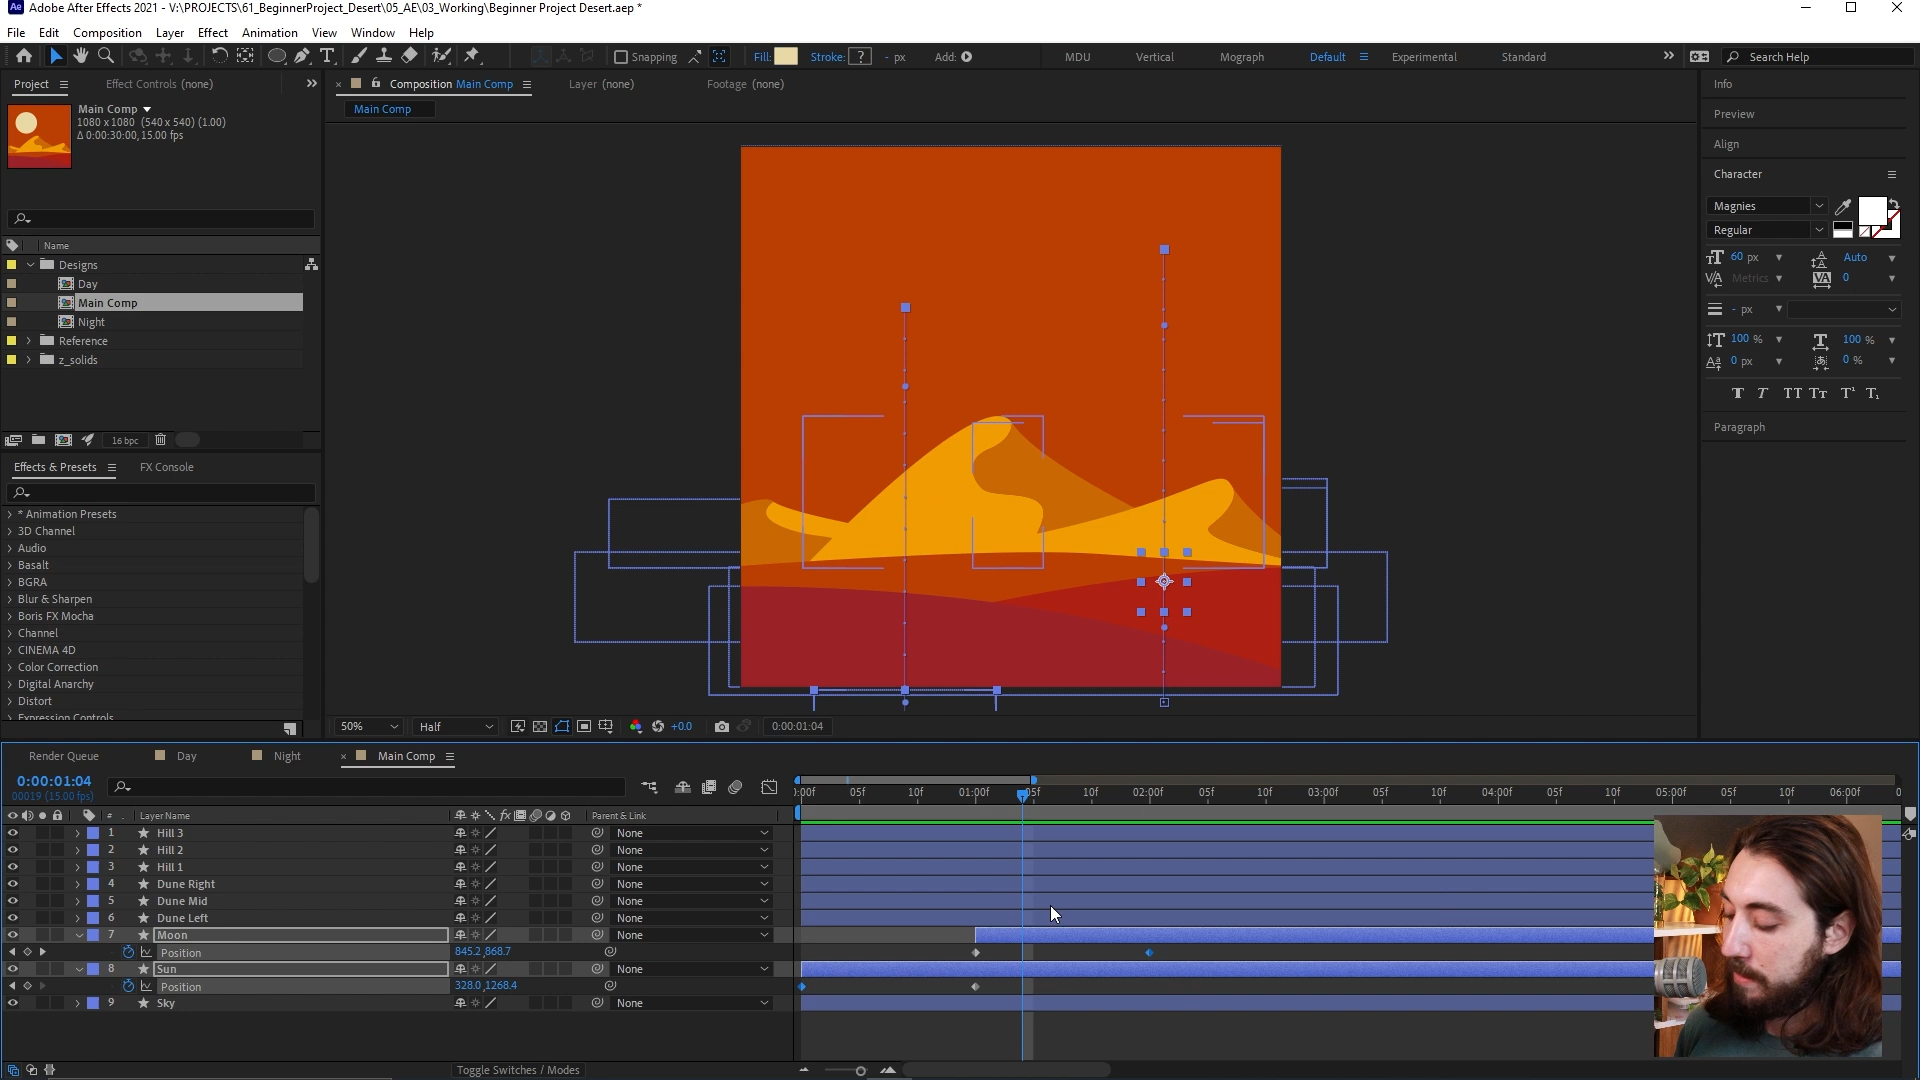 Ae Adobe After Effects 2021 - V:\PROJECTS\61_BeginnerProject_Desert\05_AE\03_Working\Beginner Project Desert.aep *
File Edit Composition Layer Effect Animation View Window Help
Snapping Fill: Stroke: ? - px Add: MDU Vertical Mograph Default Experimental Standard Search Help
Project Effect Controls (none)
Composition Main Comp Layer (none) Footage (none)
Main Comp
Main Comp
1080 x 1080 (540 x 540) (1.00)
Δ 0:00:30:00, 15.00 fps
Name
Designs
Day
Main Comp
Night
Reference
z_solids
16 bpc
Effects & Presets FX Console
* Animation Presets
3D Channel
Audio
Basalt
BGRA
Blur & Sharpen
Boris FX Mocha
Channel
CINEMA 4D
Color Correction
Digital Anarchy
Distort
Expression Controls
50% Half +0.0 0:00:01:04
Info
Preview
Align
Character
Magnies
Regular
60 px Auto
Metrics 0
- px
100 % 100 %
0 px 0 %
T T TT Tt T¹ T₁
Paragraph
Render Queue Day Night Main Comp
0:00:01:04
00019 (15.00 fps)
# Layer Name fx Parent & Link
):00f 05f 10f 01:00f 05f 10f 02:00f 05f 10f 03:00f 05f 10f 04:00f 05f 10f 05:00f 05f 10f 06:00f 0
1 Hill 3 None
2 Hill 2 None
3 Hill 1 None
4 Dune Right None
5 Dune Mid None
6 Dune Left None
7 Moon None
Position 845.2,868.7
8 Sun None
Position 328.0,1268.4
9 Sky None
Toggle Switches / Modes